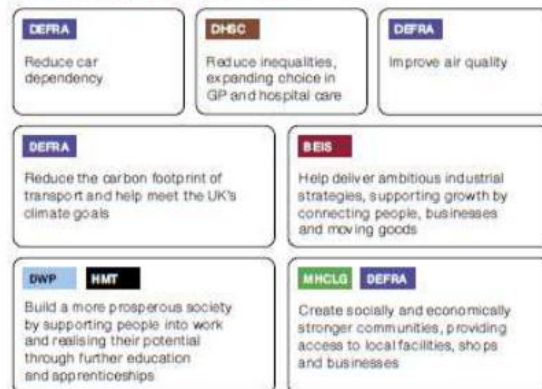 DEFRA
Reduce car
dependency
DHSC
Reduce inequalities,
expanding choice in
GP and hospital care
DEFRA
Improve air quality
DEFRA
Reduce the carbon footprint of
transport and help meet the UK's
climate goals
BEIS
Help deliver ambitious industrial
strategies, supporting growth by
connecting people, businesses
and moving goods
DWP HMT
Build a more prosperous society
by supporting people into work
and realising their potential
through further education
and apprenticeships
MHCLG DEFRA
Create socially and economically
stronger communities, providing
access to local facilities, shops
and businesses